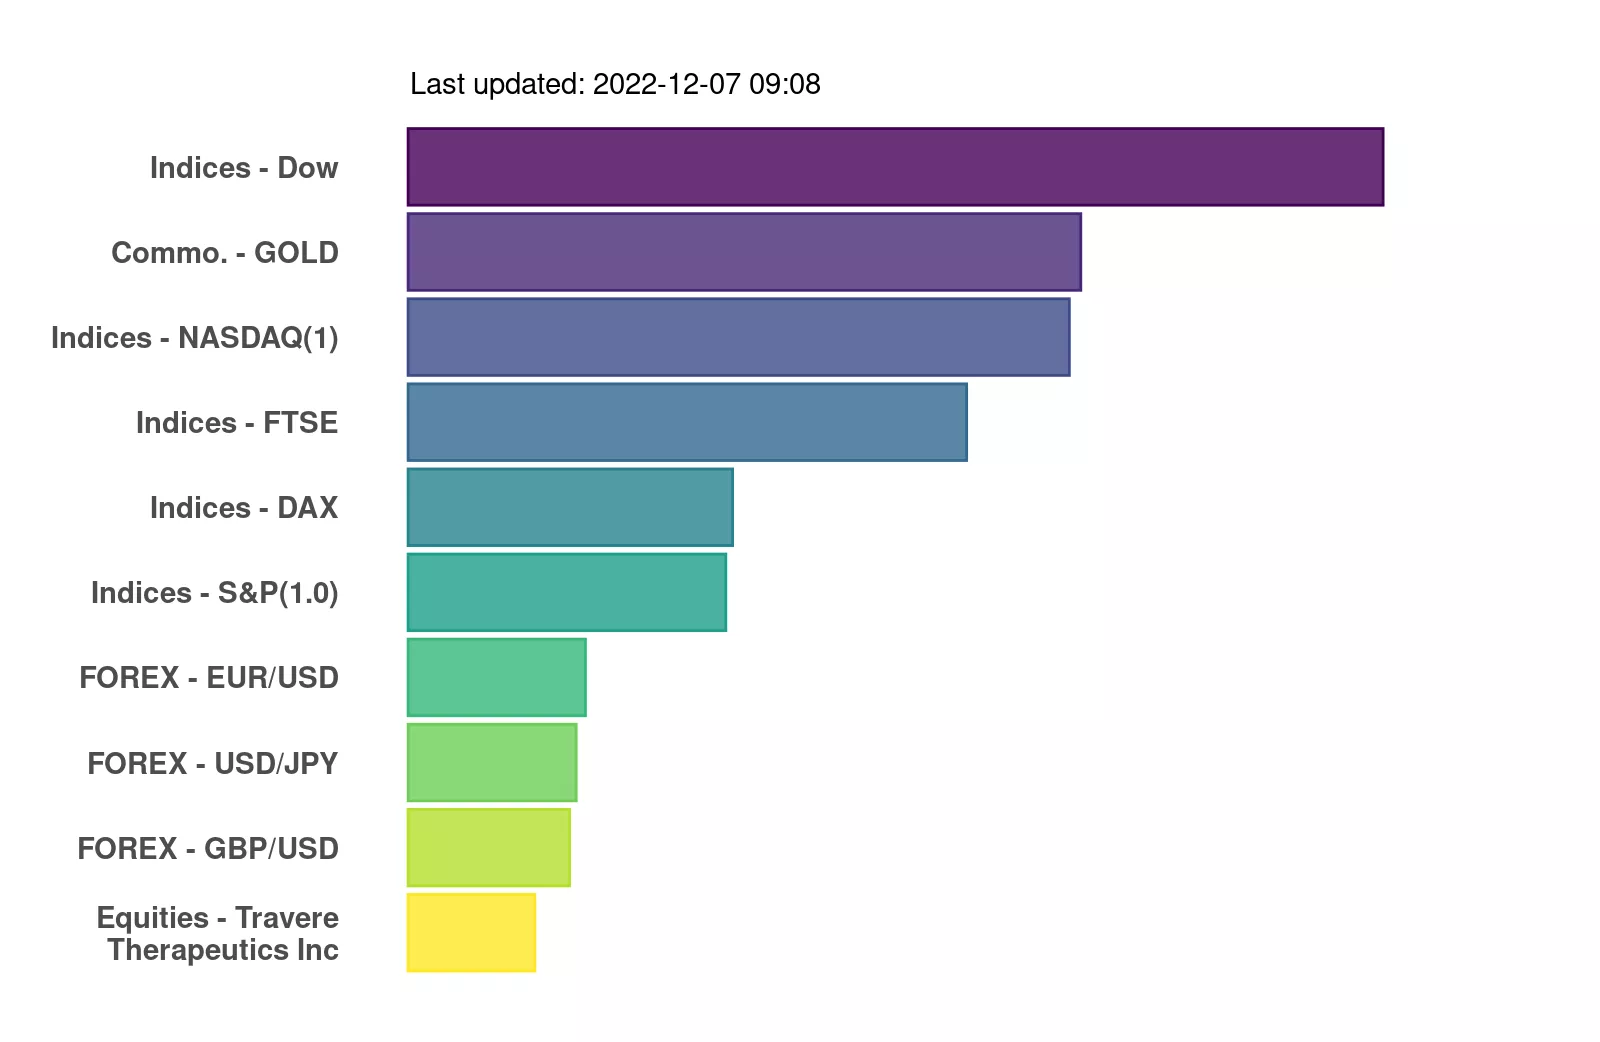 Last updated: 2022-12-07 09:08
Indices - Dow
Commo. - GOLD
Indices - NASDAQ(1)
Indices - FTSE
Indices - DAX
Indices - S&P(1.0)
FOREX - EUR/USD
FOREX - USD/JPY
FOREX - GBP/USD
Equities - Travere
Therapeutics Inc